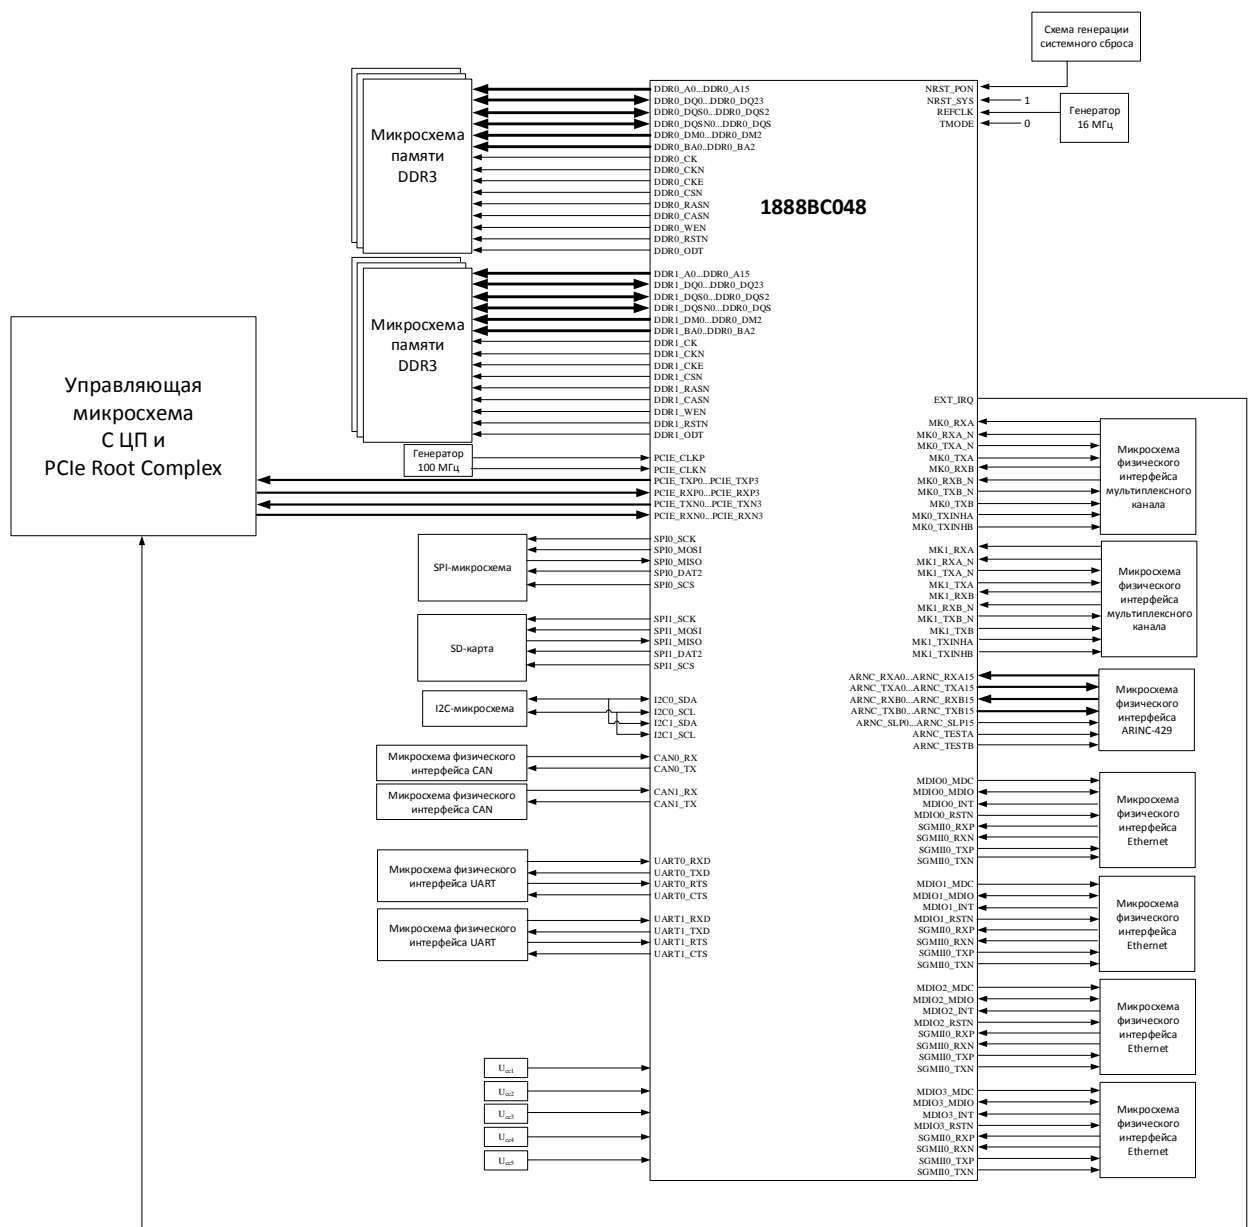 Схема генерации
системного сброса
NRST_PON
NRST_SYS
1
REFCLK
TMODE
0
Генератор
16 МГц
1888ВС048
Микросхема
памяти
DDR3
DDR0_A0...DDR0_A15
DDR0_DQ0...DDR0_DQ23
DDR0_DQS0...DDR0_DQS2
DDR0_DQSN0...DDR0_DQS
DDR0_DM0...DDR0_DM2
DDR0_BA0..DDR0_BA2
DDR0_CK
DDR0_CKN
DDR0_CKE
DDR0_CSN
DDR0_RASN
DDR0_CASN
DDR0_WEN
DDR0_RSTN
DDR0_ODT
Микросхема
памяти
DDR3
DDR1_A0...DDR0_A15
DDR1_DQ0...DDR0_DQ23
DDR1_DQS0...DDR0_DQS2
DDR1_DQSN0...DDR0_DQS
DDR1_DM0...DDR0_DM2
DDR1_BA0..DDR0_BA2
DDR1_CK
DDR1_CKN
DDR1_CKE
DDR1_CSN
DDR1_RASN
DDR1_CASN
DDR1_WEN
DDR1_RSTN
DDR1_ODT
Управляющая
микросхема
С ЦП и
PCIe Root Complex
Генератор
100 МГц
PCIE_CLKP
PCIE_CLKN
PCIE_TXP0...PCIE_TXP3
PCIE_RXP0...PCIE_RXP3
PCIE_TXN0...PCIE_TXN3
PCIE_RXN0...PCIE_RXN3
SPI-микросхема
SPI0_SCK
SPI0_MOSI
SPI0_MISO
SPI0_DAT2
SPI0_SCS
SD-карта
SPI1_SCK
SPI1_MOSI
SPI1_MISO
SPI1_DAT2
SPI1_SCS
I2C-микросхема
I2C0_SDA
I2C0_SCL
I2C1_SDA
I2C1_SCL
Микросхема физического
интерфейса CAN
CAN0_RX
CAN0_TX
Микросхема физического
интерфейса CAN
CAN1_RX
CAN1_TX
Микросхема физического
интерфейса UART
UART0_RXD
UART0_TXD
UART0_RTS
UART0_CTS
Микросхема физического
интерфейса UART
UART1_RXD
UART1_TXD
UART1_RTS
UART1_CTS
Ucc1
Ucc2
Ucc3
Ucc4
Ucc5
EXT_IRQ
MK0_RXA
MK0_RXA_N
MK0_TXA_N
MK0_TXA
MK0_RXB
MK0_RXB_N
MK0_TXB_N
MK0_TXB
MK0_TXINHA
MK0_TXINHB
Микросхема
физического
интерфейса
мультиплексного
канала
MK1_RXA
MK1_RXA_N
MK1_TXA_N
MK1_TXA
MK1_RXB
MK1_RXB_N
MK1_TXB_N
MK1_TXB
MK1_TXINHA
MK1_TXINHB
Микросхема
физического
интерфейса
мультиплексного
канала
ARNC_RXA0...ARNC_RXA15
ARNC_TXA0...ARNC_TXA15
ARNC_RXB0...ARNC_RXB15
ARNC_TXB0...ARNC_TXB15
ARNC_SLP0...ARNC_SLP15
ARNC_TESTA
ARNC_TESTB
Микросхема
физического
интерфейса
ARINC-429
MDIO0_MDC
MDIO0_MDIO
MDIO0_INT
MDIO0_RSTN
SGMII0_RXP
SGMII0_RXN
SGMII0_TXP
SGMII0_TXN
Микросхема
физического
интерфейса
Ethernet
MDIO1_MDC
MDIO1_MDIO
MDIO1_INT
MDIO1_RSTN
SGMII0_RXP
SGMII0_RXN
SGMII0_TXP
SGMII0_TXN
Микросхема
физического
интерфейса
Ethernet
MDIO2_MDC
MDIO2_MDIO
MDIO2_INT
MDIO2_RSTN
SGMII0_RXP
SGMII0_RXN
SGMII0_TXP
SGMII0_TXN
Микросхема
физического
интерфейса
Ethernet
MDIO3_MDC
MDIO3_MDIO
MDIO3_INT
MDIO3_RSTN
SGMII0_RXP
SGMII0_RXN
SGMII0_TXP
SGMII0_TXN
Микросхема
физического
интерфейса
Ethernet